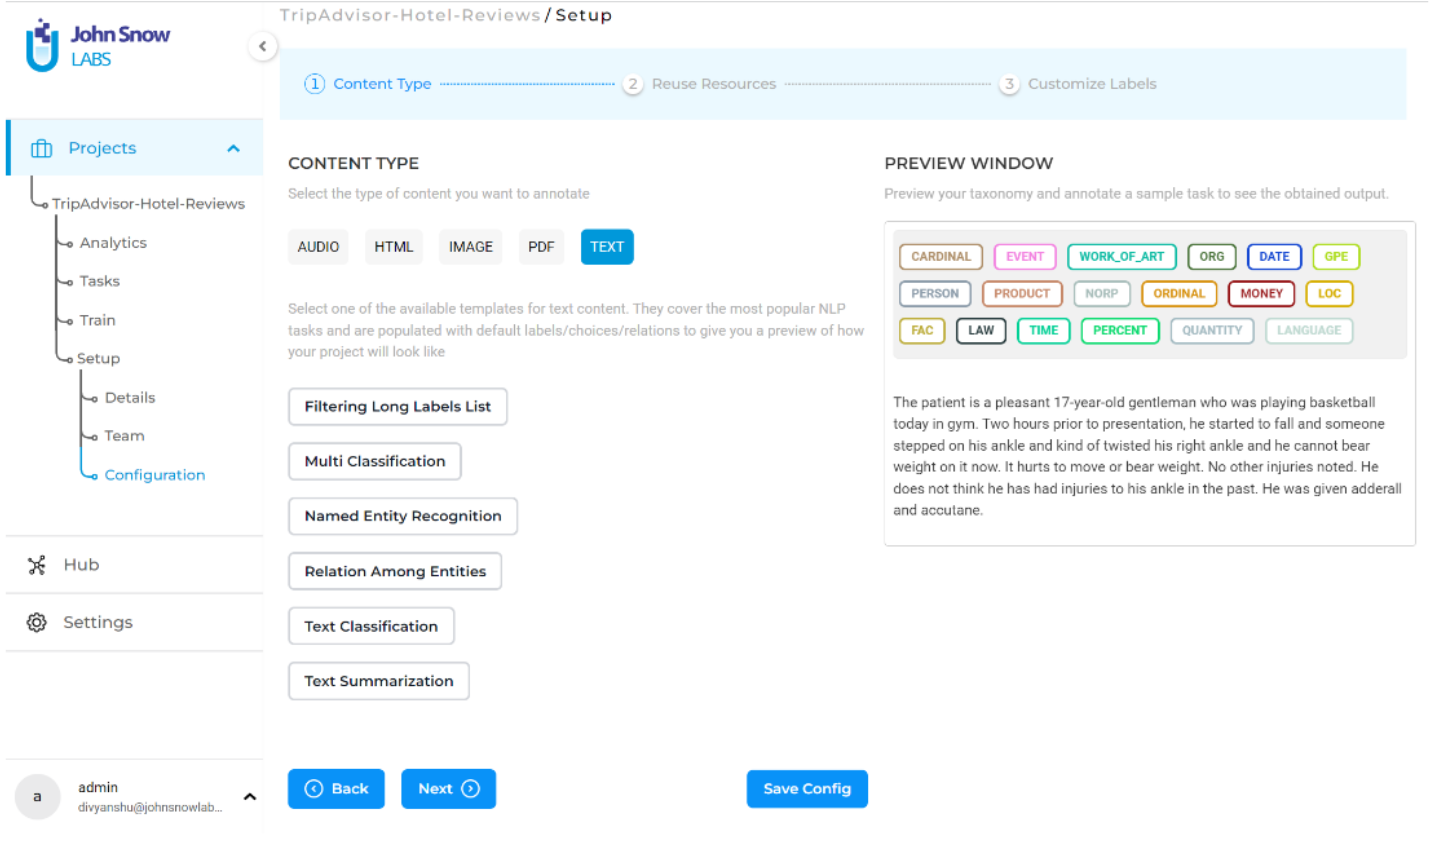 John Snow
LABS
TripAdvisor-Hotel-Reviews / Setup
1 Content Type 2 Reuse Resources 3 Customize Labels
Projects
TripAdvisor-Hotel-Reviews
Analytics
Tasks
Train
Setup
Details
Team
Configuration
Hub
Settings
a
admin
divyanshu@johnsnowlab...
CONTENT TYPE
Select the type of content you want to annotate
AUDIO HTML IMAGE PDF TEXT
Select one of the available templates for text content. They cover the most popular NLP
tasks and are populated with default labels/choices/relations to give you a preview of how
your project will look like
Filtering Long Labels List
Multi Classification
Named Entity Recognition
Relation Among Entities
Text Classification
Text Summarization
Back Next Save Config
PREVIEW WINDOW
Preview your taxonomy and annotate a sample task to see the obtained output.
CARDINAL EVENT WORK_OF_ART ORG DATE GPE
PERSON PRODUCT NORP ORDINAL MONEY LOC
FAC LAW TIME PERCENT QUANTITY LANGUAGE
The patient is a pleasant 17-year-old gentleman who was playing basketball
today in gym. Two hours prior to presentation, he started to fall and someone
stepped on his ankle and kind of twisted his right ankle and he cannot bear
weight on it now. It hurts to move or bear weight. No other injuries noted. He
does not think he has had injuries to his ankle in the past. He was given adderall
and accutane.